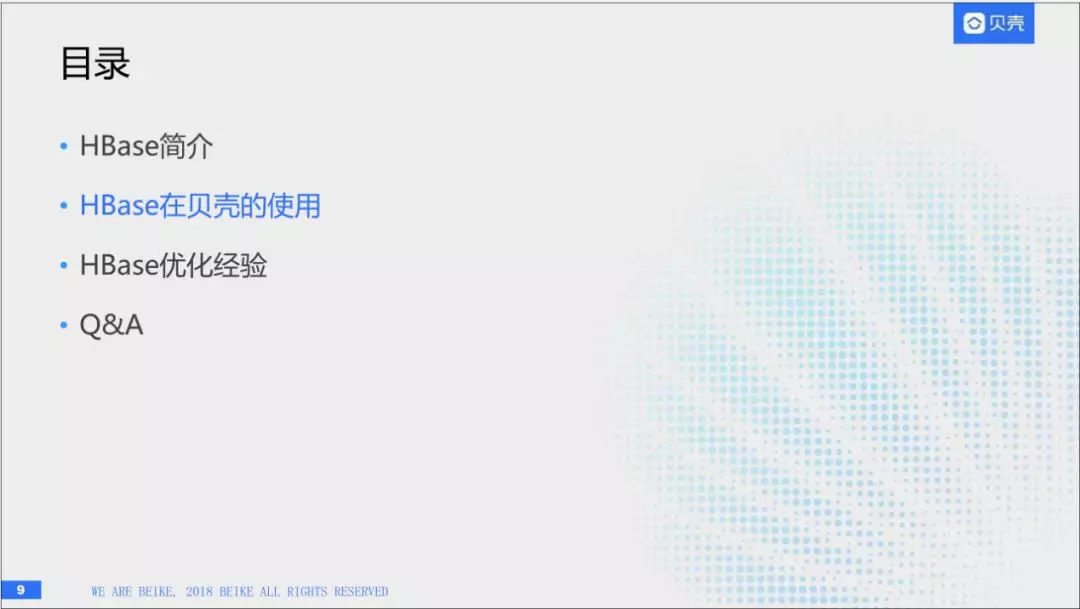 贝壳
目录
• HBase简介
• HBase在贝壳的使用
• HBase优化经验
• Q&A
9
WE ARE BEIKE, 2018 BEIKE ALL RIGHTS RESERVED